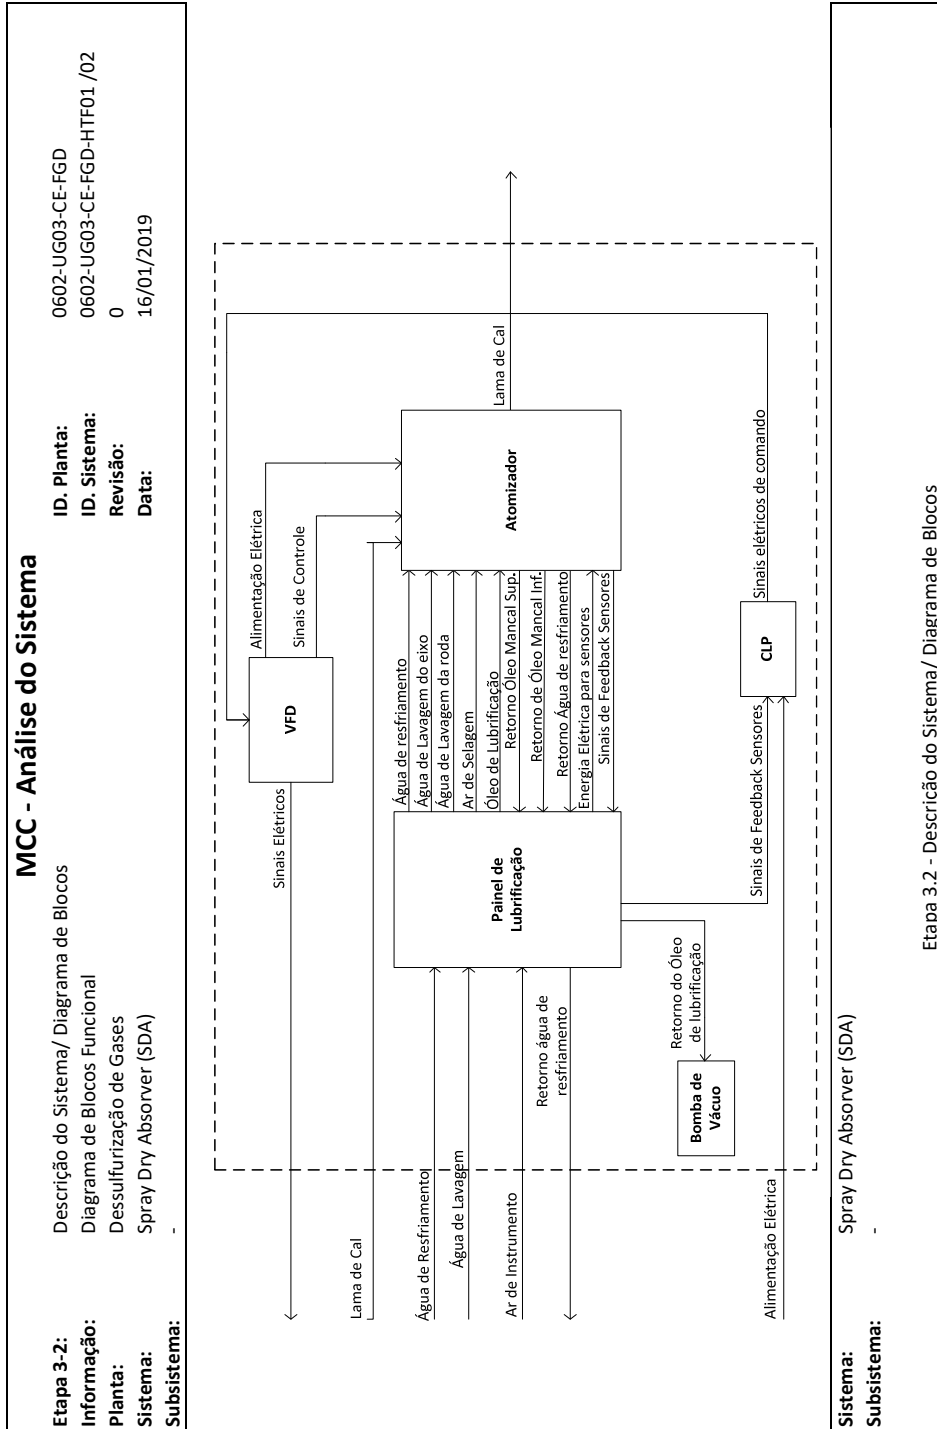 MCC - Análise do Sistema
Etapa 3-2: Descrição do Sistema/ Diagrama de Blocos ID. Planta: 0602-UG03-CE-FGD
Informação: Diagrama de Blocos Funcional ID. Sistema: 0602-UG03-CE-FGD-HTF01 /02
Planta: Dessulfurização de Gases Revisão: 0
Sistema: Spray Dry Absorver (SDA) Data: 16/01/2019
Subsistema: -
Alimentação Elétrica
Sinais Elétricos
VFD
Sinais de Controle
Lama de Cal
Água de Resfriamento
Água de Lavagem
Ar de Instrumento
Retorno água de
resfriamento
Painel de
Lubrificação
Água de resfriamento
Água de Lavagem do eixo
Água de Lavagem da roda
Ar de Selagem
Óleo de Lubrificação
Retorno Óleo Mancal Sup.
Retorno de Óleo Mancal Inf.
Retorno Água de resfriamento
Energia Elétrica para sensores
Sinais de Feedback Sensores
Atomizador
Lama de Cal
Retorno do Óleo
de lubrificação
Bomba de
Vácuo
Sinais de Feedback Sensores
CLP
Sinais elétricos de comando
Alimentação Elétrica
Sistema: Spray Dry Absorver (SDA)
Subsistema: -
Etapa 3.2 - Descrição do Sistema/ Diagrama de Blocos